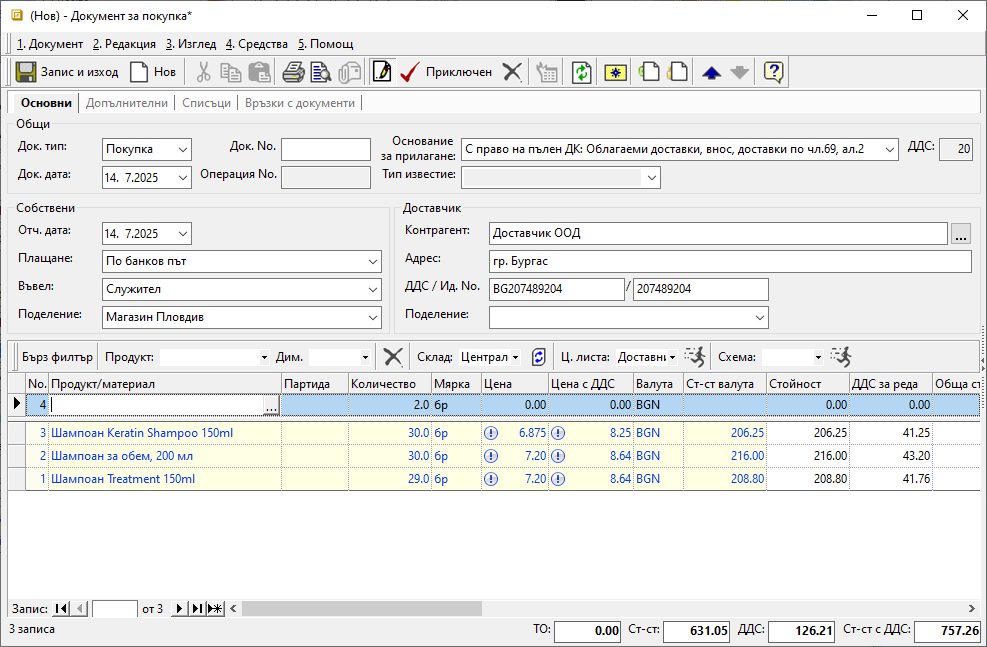 (Нов) - Документ за покупка*
1. Документ 2. Редакция 3. Изглед 4. Средства 5. Помощ
Запис и изход Нов Приключен
Основни Допълнителни Списъци Връзки с документи
Общи
Док. тип: Покупка Док. No. Основание за прилагане: С право на пълен ДК: Облагаеми доставки, внос, доставки по чл.69, ал.2 ДДС: 20
Док. дата: 14. 7.2025 Операция No. Тип известие:
Собствени
Отч. дата: 14. 7.2025
Плащане: По банков път
Въвел: Служител
Поделение: Магазин Пловдив
Доставчик
Контрагент: Доставчик ООД ...
Адрес: гр. Бургас
ДДС / Ид. No. BG207489204 / 207489204
Поделение:
Бърз филтър Продукт: Дим. Склад: Централ Ц. листа: Доставн Схема:
No. Продукт/материал Партида Количество Мярка Цена Цена с ДДС Валута Ст-ст валута Стойност ДДС за реда Обща ст
4 ... 2.0 бр 0.00 0.00 BGN 0.00 0.00
3 Шампоан Keratin Shampoo 150ml 30.0 бр 6.875 8.25 BGN 206.25 206.25 41.25
2 Шампоан за обем, 200 мл 30.0 бр 7.20 8.64 BGN 216.00 216.00 43.20
1 Шампоан Treatment 150ml 29.0 бр 7.20 8.64 BGN 208.80 208.80 41.76
Запис: от 3
3 записа ТО: 0.00 Ст-ст: 631.05 ДДС: 126.21 Ст-ст с ДДС: 757.26